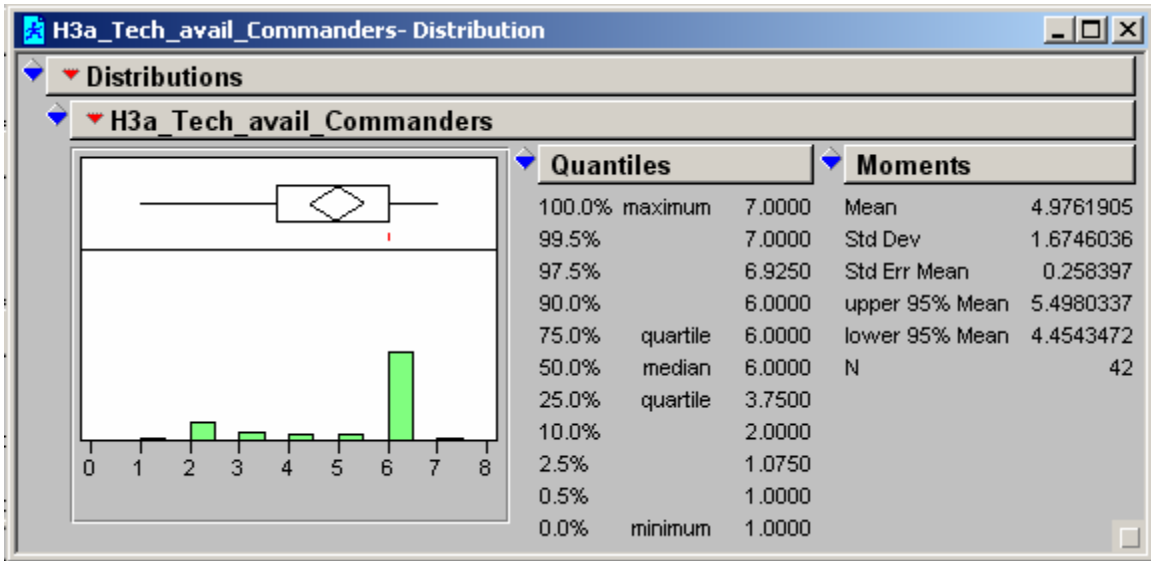 H3a_Tech_avail_Commanders- Distribution
Distributions
H3a_Tech_avail_Commanders
0 1 2 3 4 5 6 7 8
Quantiles
100.0% maximum 7.0000
99.5% 7.0000
97.5% 6.9250
90.0% 6.0000
75.0% quartile 6.0000
50.0% median 6.0000
25.0% quartile 3.7500
10.0% 2.0000
2.5% 1.0750
0.5% 1.0000
0.0% minimum 1.0000
Moments
Mean 4.9761905
Std Dev 1.6746036
Std Err Mean 0.258397
upper 95% Mean 5.4980337
lower 95% Mean 4.4543472
N 42